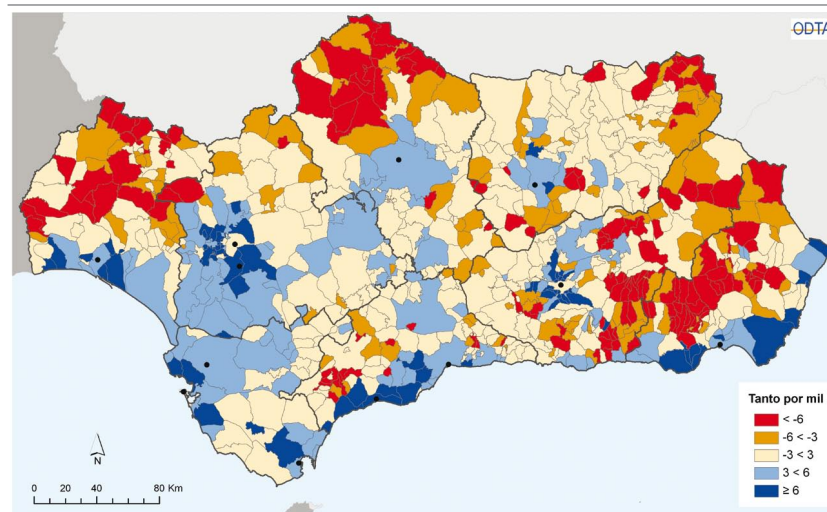 ODTA
Tanto por mil
< -6
-6 < -3
-3 < 3
3 < 6
≥ 6
N
0 20 40 80 Km